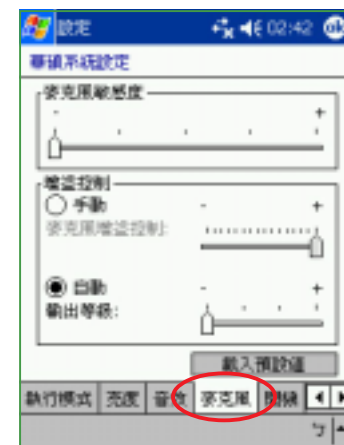 設定 02:42 ok
華碩系統設定
麥克風敏感度
- +
增益控制
手動 - +
麥克風增益控制:
自動 - +
輸出等級:
載入預設值
執行模式 亮度 音效 麥克風 開機
ㄅ